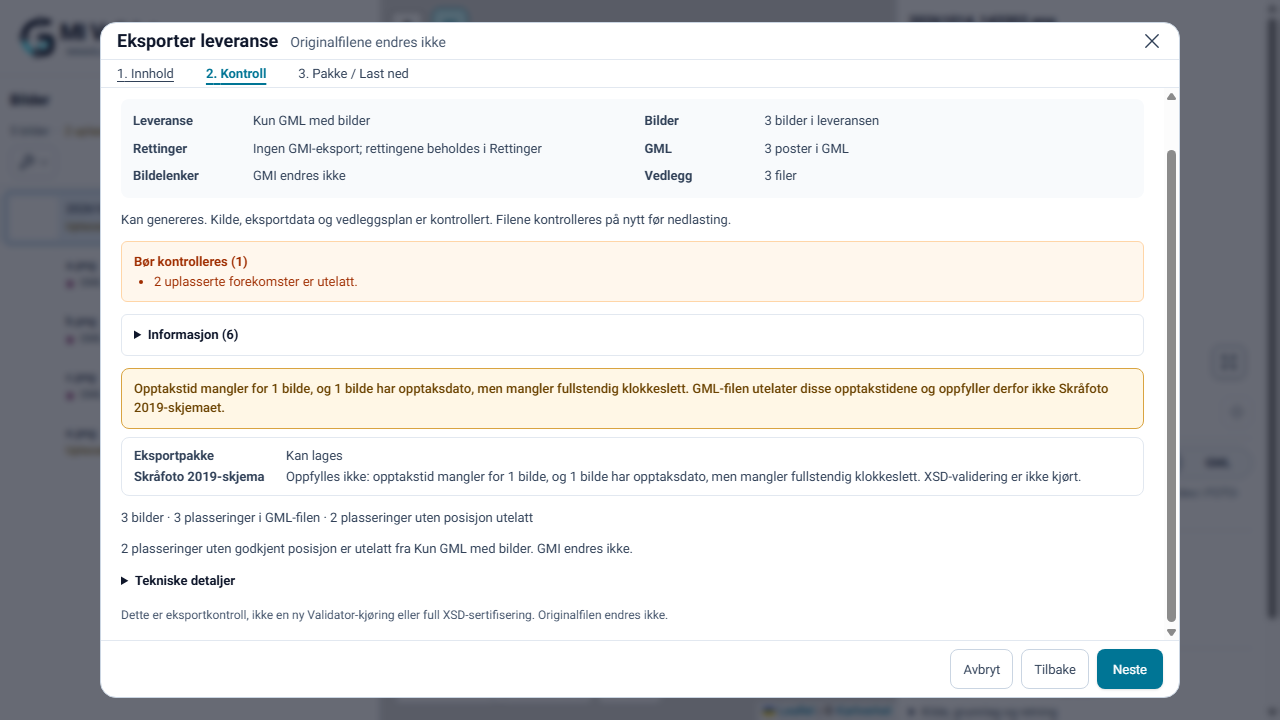 Eksporter leveranse Originalfilene endres ikke
1. Innhold 2. Kontroll 3. Pakke / Last ned
Leveranse Kun GML med bilder Bilder 3 bilder i leveransen
Rettinger Ingen GMI-eksport; rettingene beholdes i Rettinger GML 3 poster i GML
Bildelenker GMI endres ikke Vedlegg 3 filer
Kan genereres. Kilde, eksportdata og vedleggsplan er kontrollert. Filene kontrolleres på nytt før nedlasting.
Bør kontrolleres (1)
• 2 uplasserte forekomster er utelatt.
Informasjon (6)
Opptakstid mangler for 1 bilde, og 1 bilde har opptaksdato, men mangler fullstendig klokkeslett. GML-filen utelater disse opptakstidene og oppfyller derfor ikke Skråfoto
2019-skjemaet.
Eksportpakke Kan lages
Skråfoto 2019-skjema Oppfylles ikke: opptakstid mangler for 1 bilde, og 1 bilde har opptaksdato, men mangler fullstendig klokkeslett. XSD-validering er ikke kjørt.
3 bilder · 3 plasseringer i GML-filen · 2 plasseringer uten posisjon utelatt
2 plasseringer uten godkjent posisjon er utelatt fra Kun GML med bilder. GMI endres ikke.
Tekniske detaljer
Dette er eksportkontroll, ikke en ny Validator-kjøring eller full XSD-sertifisering. Originalfilen endres ikke.
Avbryt Tilbake Neste